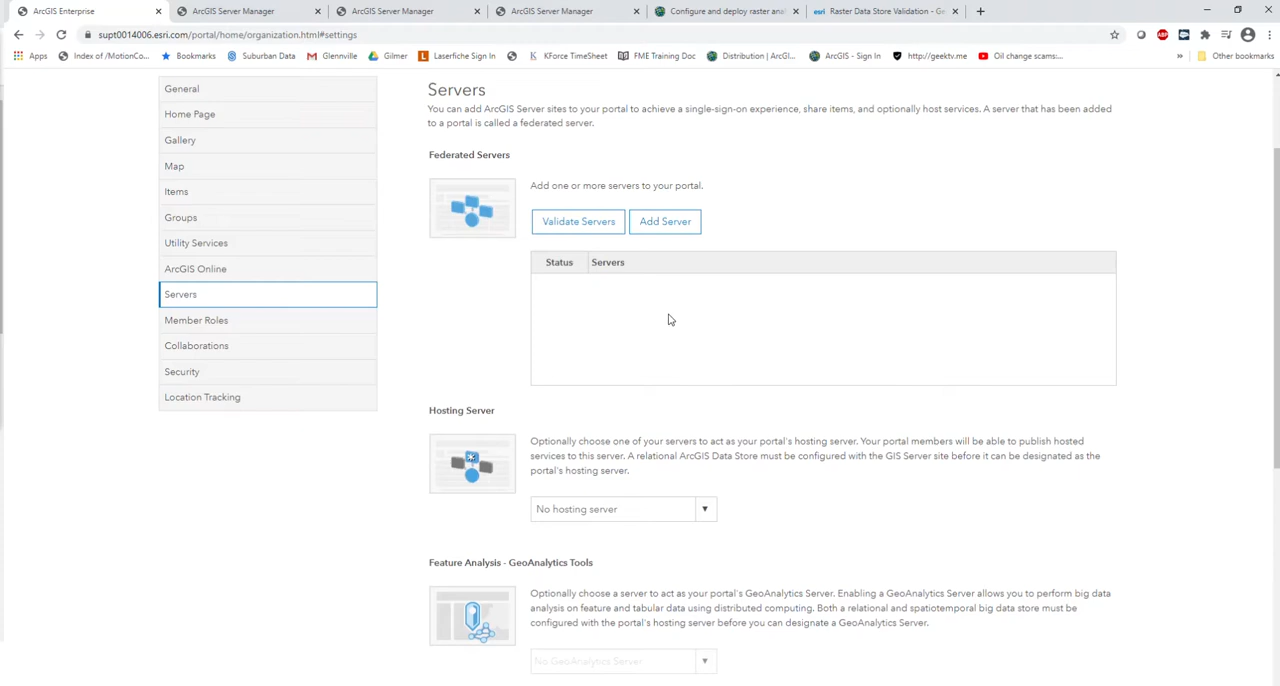 ArcGIS Enterprise
ArcGIS Server Manager
ArcGIS Server Manager
ArcGIS Server Manager
Configure and deploy raster anal
esri Raster Data Store Validation - Ge
supt0014006.esri.com/portal/home/organization.html#settings
Apps
Index of /MotionCo...
Bookmarks
Suburban Data
Glennville
Gilmer
Laserfiche Sign In
KForce TimeSheet
FME Training Doc
Distribution | ArcGI...
ArcGIS - Sign In
http://geektv.me
Oil change scams:...
»
Other bookmarks
General
Home Page
Gallery
Map
Items
Groups
Utility Services
ArcGIS Online
Servers
Member Roles
Collaborations
Security
Location Tracking
Servers
You can add ArcGIS Server sites to your portal to achieve a single-sign-on experience, share items, and optionally host services. A server that has been added
to a portal is called a federated server.
Federated Servers
Add one or more servers to your portal.
Validate Servers
Add Server
Status
Servers
Hosting Server
Optionally choose one of your servers to act as your portal's hosting server. Your portal members will be able to publish hosted
services to this server. A relational ArcGIS Data Store must be configured with the GIS Server site before it can be designated as the
portal's hosting server.
No hosting server
Feature Analysis - GeoAnalytics Tools
Optionally choose a server to act as your portal's GeoAnalytics Server. Enabling a GeoAnalytics Server allows you to perform big data
analysis on feature and tabular data using distributed computing. Both a relational and spatiotemporal big data store must be
configured with the portal's hosting server before you can designate a GeoAnalytics Server.
No GeoAnalytics Server